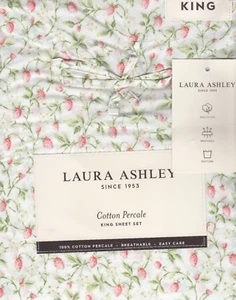 KING
LAURA ASHLEY
SINCE 1953
LAURA ASHLEY
SINCE 1953
Cotton Percale
KING SHEET SET
100% COTTON PERCALE • BREATHABLE • EASY CARE